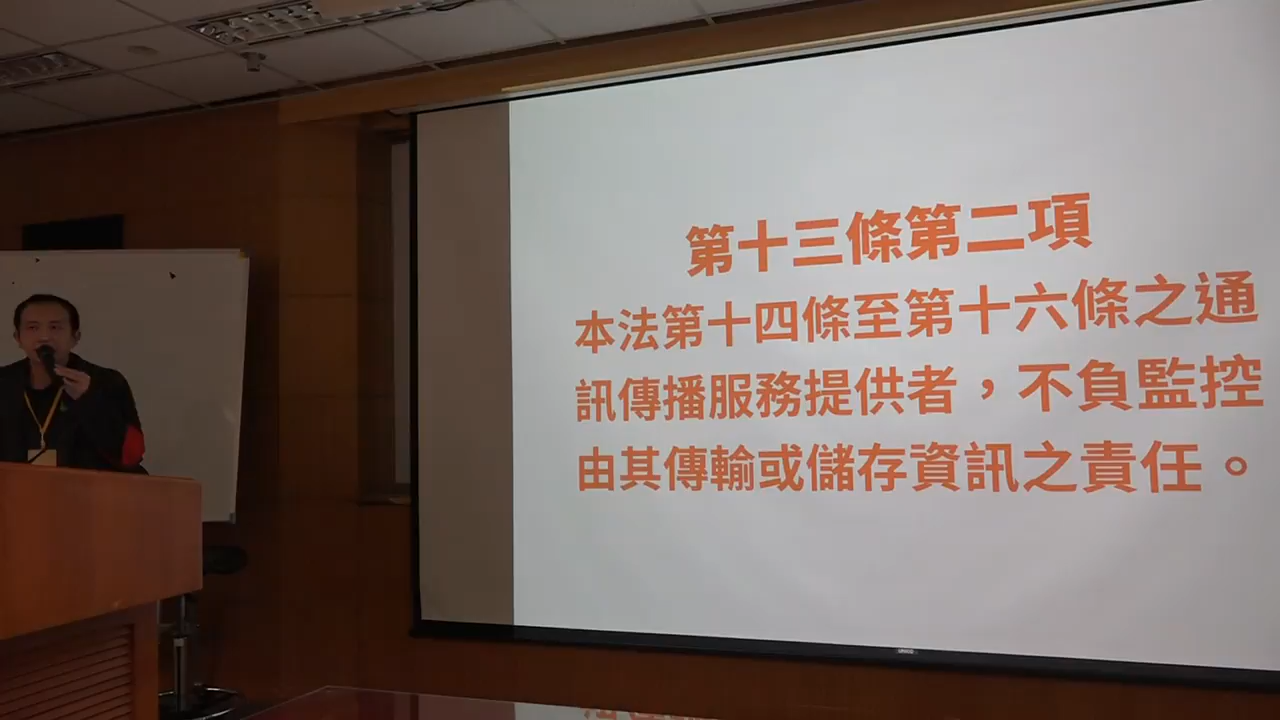 第十三條第二項
本法第十四條至第十六條之通
訊傳播服務提供者，不負監控
由其傳輸或儲存資訊之責任。